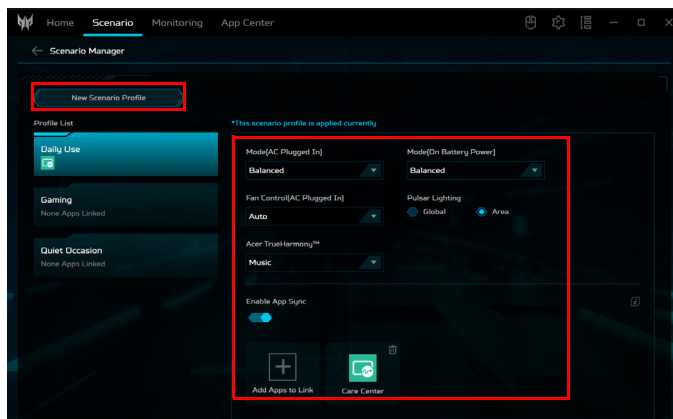 Home Scenario Monitoring App Center
Scenario Manager
New Scenario Profile
Profile List
*This scenario profile is applied currently
Daily Use
Gaming
None Apps Linked
Quiet Occasion
None Apps Linked
Mode[AC Plugged In] Mode[On Battery Power]
Balanced Balanced
Fan Control[AC Plugged In] Pulsar Lighting
Auto Global Area
Acer TrueHarmony™
Music
Enable App Sync
Add Apps to Link Care Center